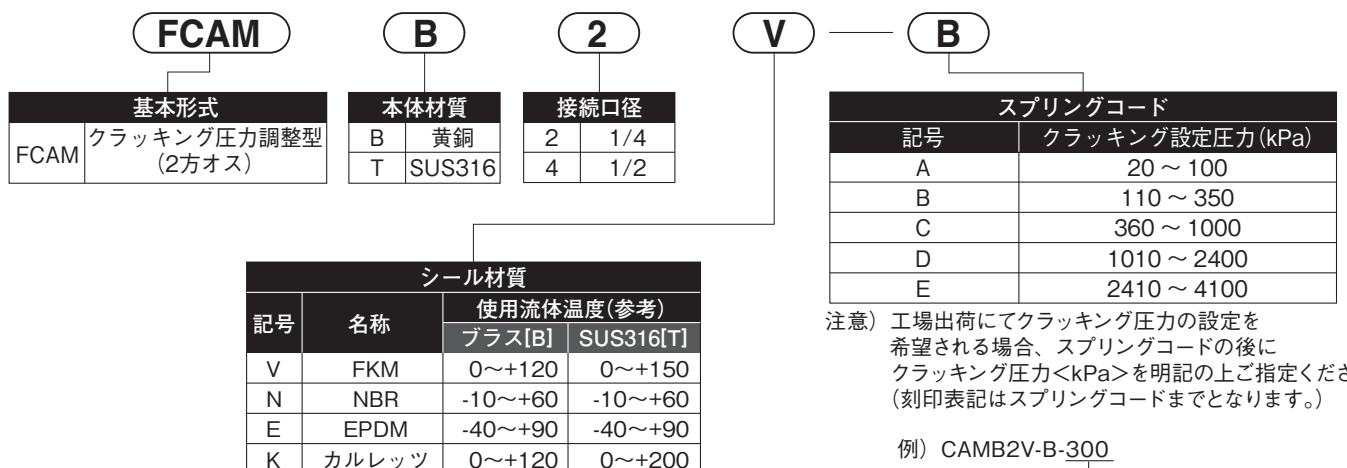 FCAM B 2 V B
基本形式
FCAM クラッキング圧力調整型
(2方オス)
本体材質
B 黄銅
T SUS316
接続口径
2 1/4
4 1/2
スプリングコード
記号 クラッキング設定圧力(kPa)
A 20～100
B 110～350
C 360～1000
D 1010～2400
E 2410～4100
シール材質
記号 名称 使用流体温度(参考)
ブラス[B] SUS316[T]
V FKM 0～+120 0～+150
N NBR -10～+60 -10～+60
E EPDM -40～+90 -40～+90
K カルレッツ 0～+120 0～+200
注意) 工場出荷にてクラッキング圧力の設定を
希望される場合、スプリングコードの後に
クラッキング圧力＜kPa＞を明記の上ご指定くださ
(刻印表記はスプリングコードまでとなります。)
例) CAMB2V-B-300